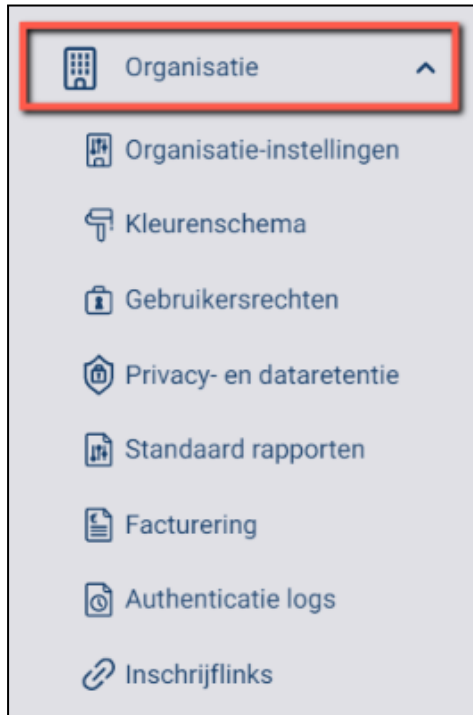 Organisatie
Organisatie-instellingen
Kleurenschema
Gebruikersrechten
Privacy- en dataretentie
Standaard rapporten
Facturering
Authenticatie logs
Inschrijflinks